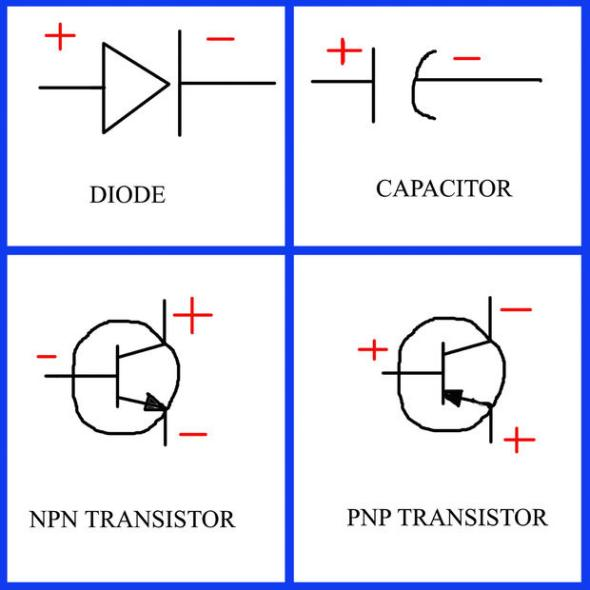 + −
DIODE
+ −
CAPACITOR
+
−
−
NPN TRANSISTOR
−
+
+
PNP TRANSISTOR